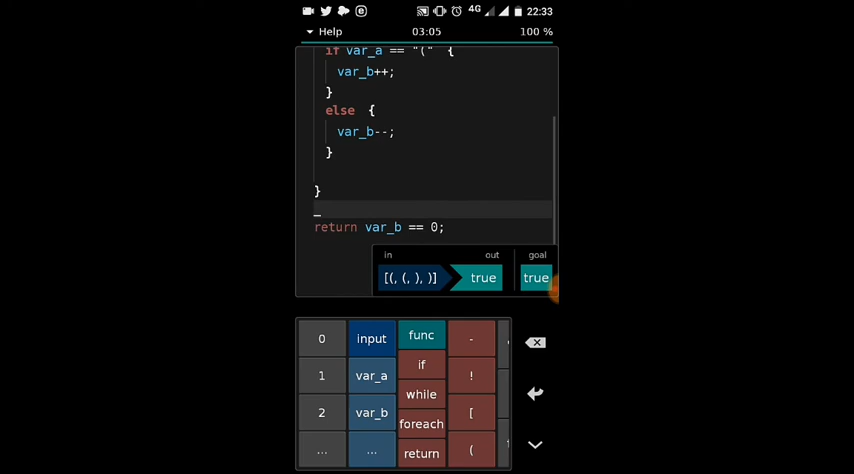 4G 22:33
Help 03:05 100 %
if var_a == "(" {
var_b++;
}
else {
var_b--;
}
}
_
return var_b == 0;
in out goal
[(, (, ), )] true true
0 input func -
if
1 var_a !
while
2 var_b [
foreach
... ... (
return